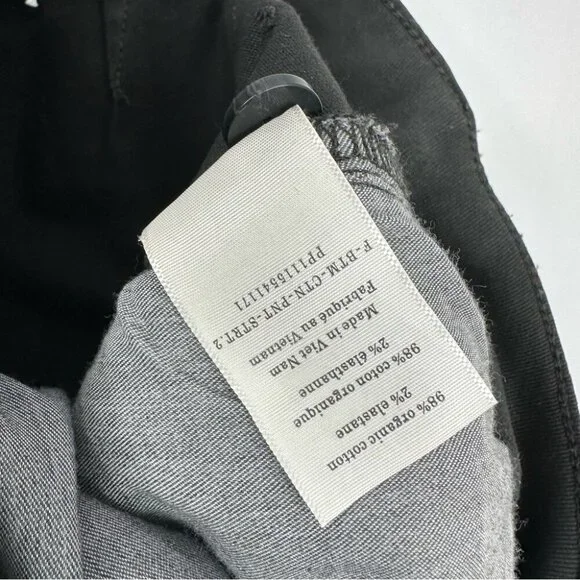 98% organic cotton
2% elastane
98% coton organique
2% élasthanne
Made in Viet Nam
Fabriqué au Vietnam
F-BTM-CTN-PNT-STRT.2
PP1115541171